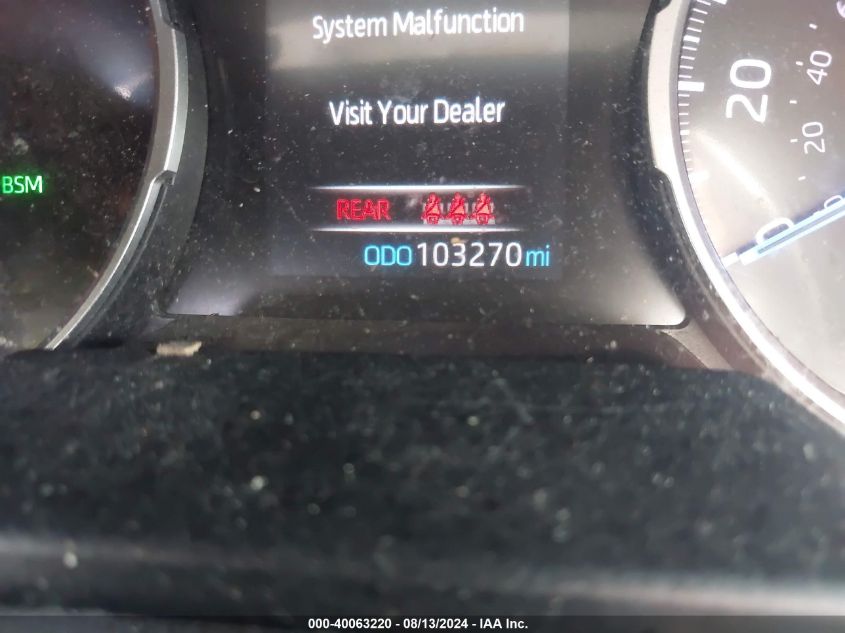 System Malfunction
Visit Your Dealer
BSM
REAR
ODO 103270 mi
20
40
20
0
000-40063220 - 08/13/2024 - IAA Inc.